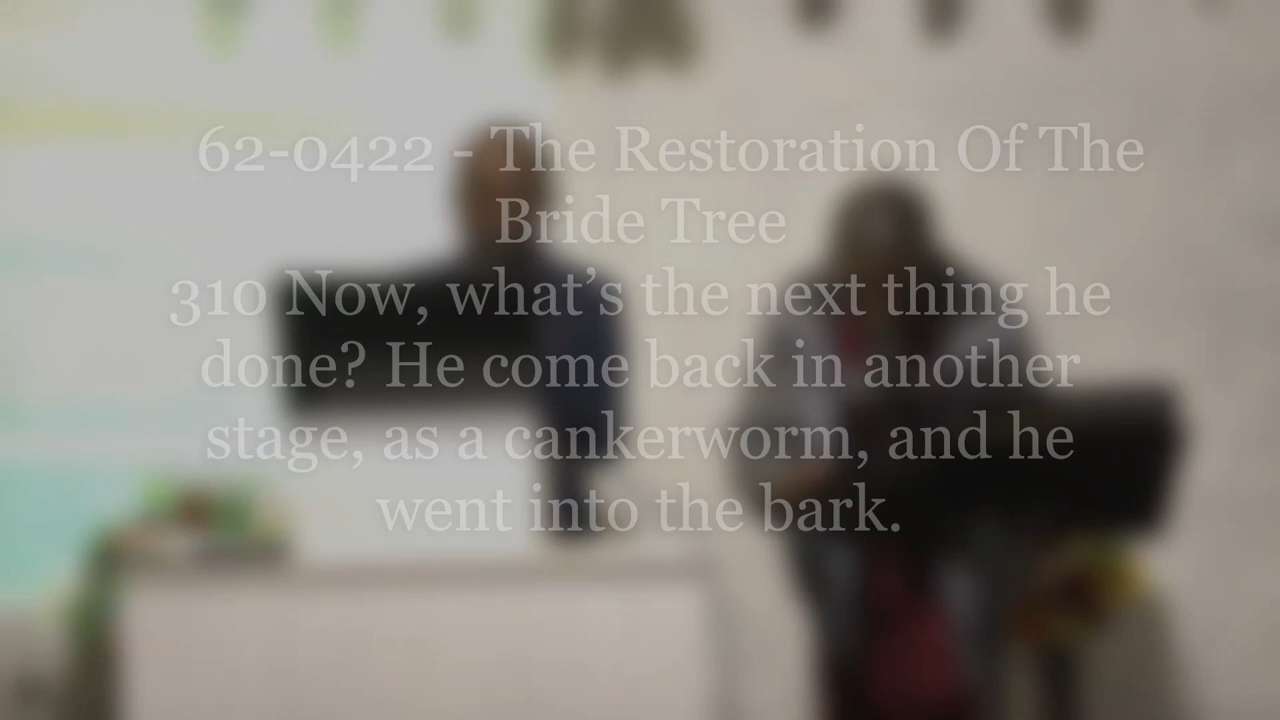 62-0422 - The Restoration Of The
Bride Tree
310 Now, what’s the next thing he
done? He come back in another
stage, as a cankerworm, and he
went into the bark.